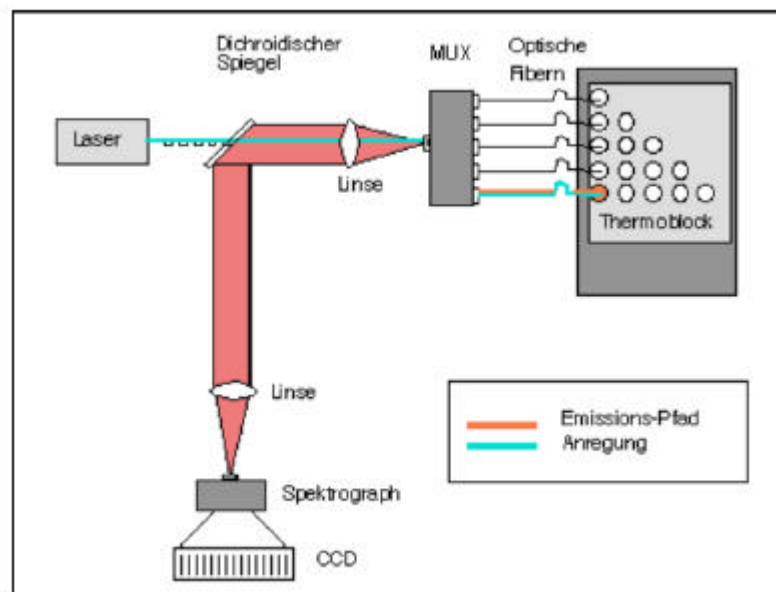 Dichroidischer
Spiegel
MUX
Optische
Fibern
Laser
Linse
Thermoblock
Linse
Emissions-Pfad
Anregung
Spektrograph
CCD